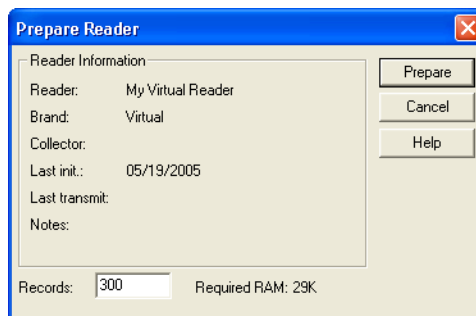 Prepare Reader
Reader Information
Reader: My Virtual Reader
Brand: Virtual
Collector:
Last init.: 05/19/2005
Last transmit:
Notes:
Records: 300 Required RAM: 29K
Prepare
Cancel
Help